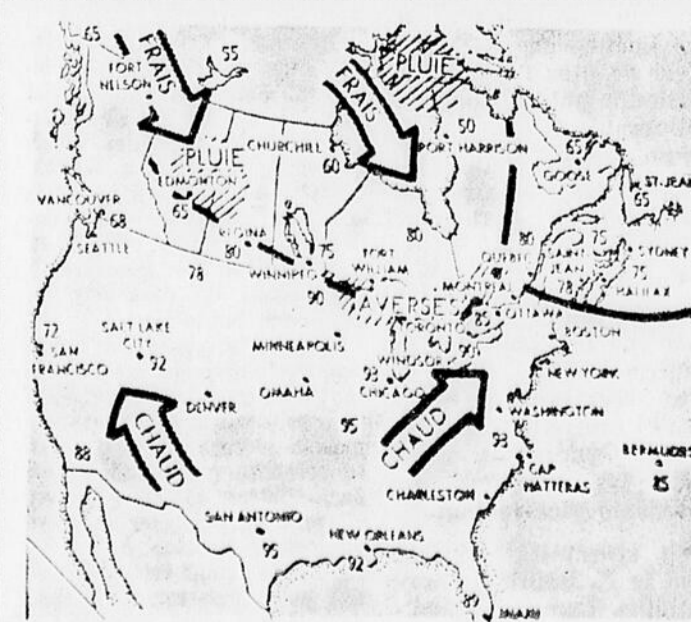 65
FORT
NELSON
FRAIS
55
FRAIS
PLUIE
50
PORT HARRISON
65
GOOSE
ST-JEAN
65
PLUIE
EDMONTON
65
CHURCHILL
60
VANCOUVER
68
SEATTLE
REGINA
80
78
75
WINNIPEG
90
FORT
WILLIAM
80
QUEBEC
80
SAINT
JEAN
78
75
SYDNEY
75
HALIFAX
MONTREAL
AVERSES
85
OTTAWA
TORONTO
90
BOSTON
WINDSOR
72
SAN
FRANCISCO
SALT LAKE
CITY
92
MINNEAPOLIS
93
CHICAGO
NEW YORK
OMAHA
DENVER
WASHINGTON
CHAUD
95
CHAUD
93
CAP
HATTERAS
BERMUDES
85
88
CHARLESTON
SAN ANTONIO
95
NEW ORLEANS
92
89
MIAMI